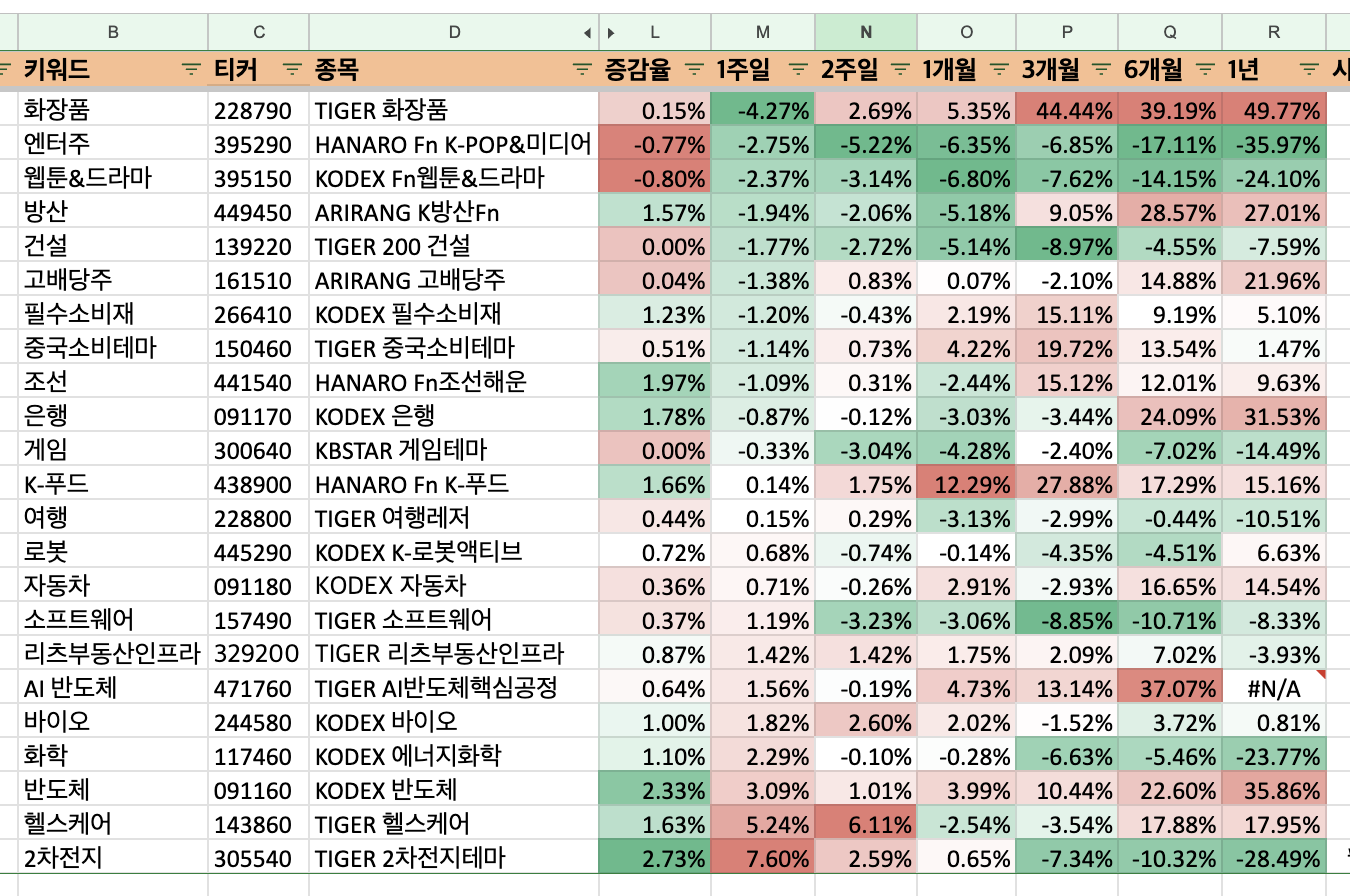 B C D L M N O P Q R
키워드 티커 종목 증감율 1주일 2주일 1개월 3개월 6개월 1년
화장품 228790 TIGER 화장품 0.15% -4.27% 2.69% 5.35% 44.44% 39.19% 49.77%
엔터주 395290 HANARO Fn K-POP&미디어 -0.77% -2.75% -5.22% -6.35% -6.85% -17.11% -35.97%
웹툰&드라마 395150 KODEX Fn웹툰&드라마 -0.80% -2.37% -3.14% -6.80% -7.62% -14.15% -24.10%
방산 449450 ARIRANG K방산Fn 1.57% -1.94% -2.06% -5.18% 9.05% 28.57% 27.01%
건설 139220 TIGER 200 건설 0.00% -1.77% -2.72% -5.14% -8.97% -4.55% -7.59%
고배당주 161510 ARIRANG 고배당주 0.04% -1.38% 0.83% 0.07% -2.10% 14.88% 21.96%
필수소비재 266410 KODEX 필수소비재 1.23% -1.20% -0.43% 2.19% 15.11% 9.19% 5.10%
중국소비테마 150460 TIGER 중국소비테마 0.51% -1.14% 0.73% 4.22% 19.72% 13.54% 1.47%
조선 441540 HANARO Fn조선해운 1.97% -1.09% 0.31% -2.44% 15.12% 12.01% 9.63%
은행 091170 KODEX 은행 1.78% -0.87% -0.12% -3.03% -3.44% 24.09% 31.53%
게임 300640 KBSTAR 게임테마 0.00% -0.33% -3.04% -4.28% -2.40% -7.02% -14.49%
K-푸드 438900 HANARO Fn K-푸드 1.66% 0.14% 1.75% 12.29% 27.88% 17.29% 15.16%
여행 228800 TIGER 여행레저 0.44% 0.15% 0.29% -3.13% -2.99% -0.44% -10.51%
로봇 445290 KODEX K-로봇액티브 0.72% 0.68% -0.74% -0.14% -4.35% -4.51% 6.63%
자동차 091180 KODEX 자동차 0.36% 0.71% -0.26% 2.91% -2.93% 16.65% 14.54%
소프트웨어 157490 TIGER 소프트웨어 0.37% 1.19% -3.23% -3.06% -8.85% -10.71% -8.33%
리츠부동산인프라 329200 TIGER 리츠부동산인프라 0.87% 1.42% 1.42% 1.75% 2.09% 7.02% -3.93%
AI 반도체 471760 TIGER AI반도체핵심공정 0.64% 1.56% -0.19% 4.73% 13.14% 37.07% #N/A
바이오 244580 KODEX 바이오 1.00% 1.82% 2.60% 2.02% -1.52% 3.72% 0.81%
화학 117460 KODEX 에너지화학 1.10% 2.29% -0.10% -0.28% -6.63% -5.46% -23.77%
반도체 091160 KODEX 반도체 2.33% 3.09% 1.01% 3.99% 10.44% 22.60% 35.86%
헬스케어 143860 TIGER 헬스케어 1.63% 5.24% 6.11% -2.54% -3.54% 17.88% 17.95%
2차전지 305540 TIGER 2차전지테마 2.73% 7.60% 2.59% 0.65% -7.34% -10.32% -28.49%